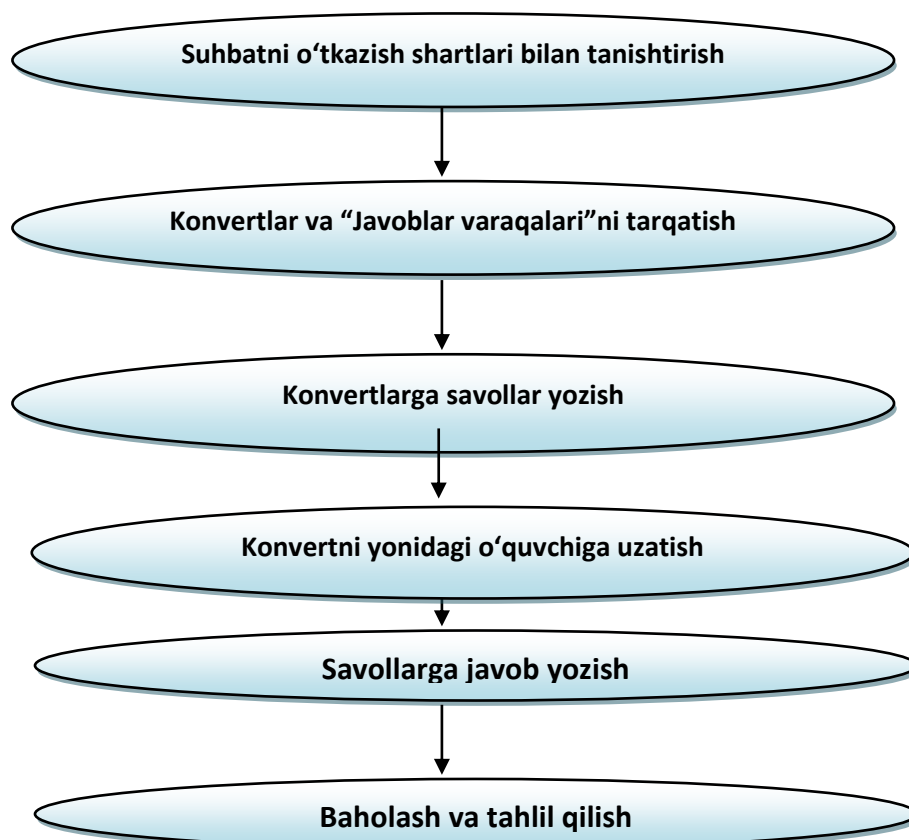 Suhbatni o‘tkazish shartlari bilan tanishtirish
Konvertlar va “Javoblar varaqalari”ni tarqatish
Konvertlarga savollar yozish
Konvertni yonidagi o‘quvchiga uzatish
Savollarga javob yozish
Baholash va tahlil qilish